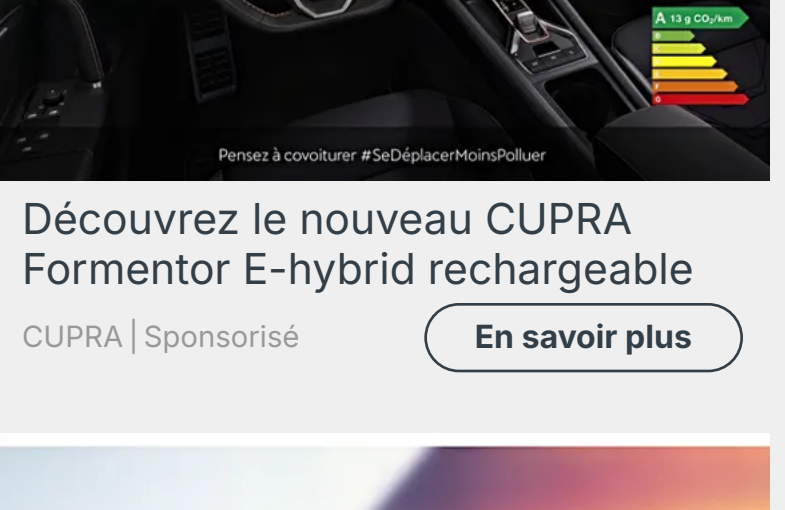 A 13 g CO₂/km
B
C
D
E
F
G
Pensez à covoiturer #SeDéplacerMoinsPolluer
Découvrez le nouveau CUPRA
Formentor E-hybrid rechargeable
CUPRA | Sponsorisé
En savoir plus